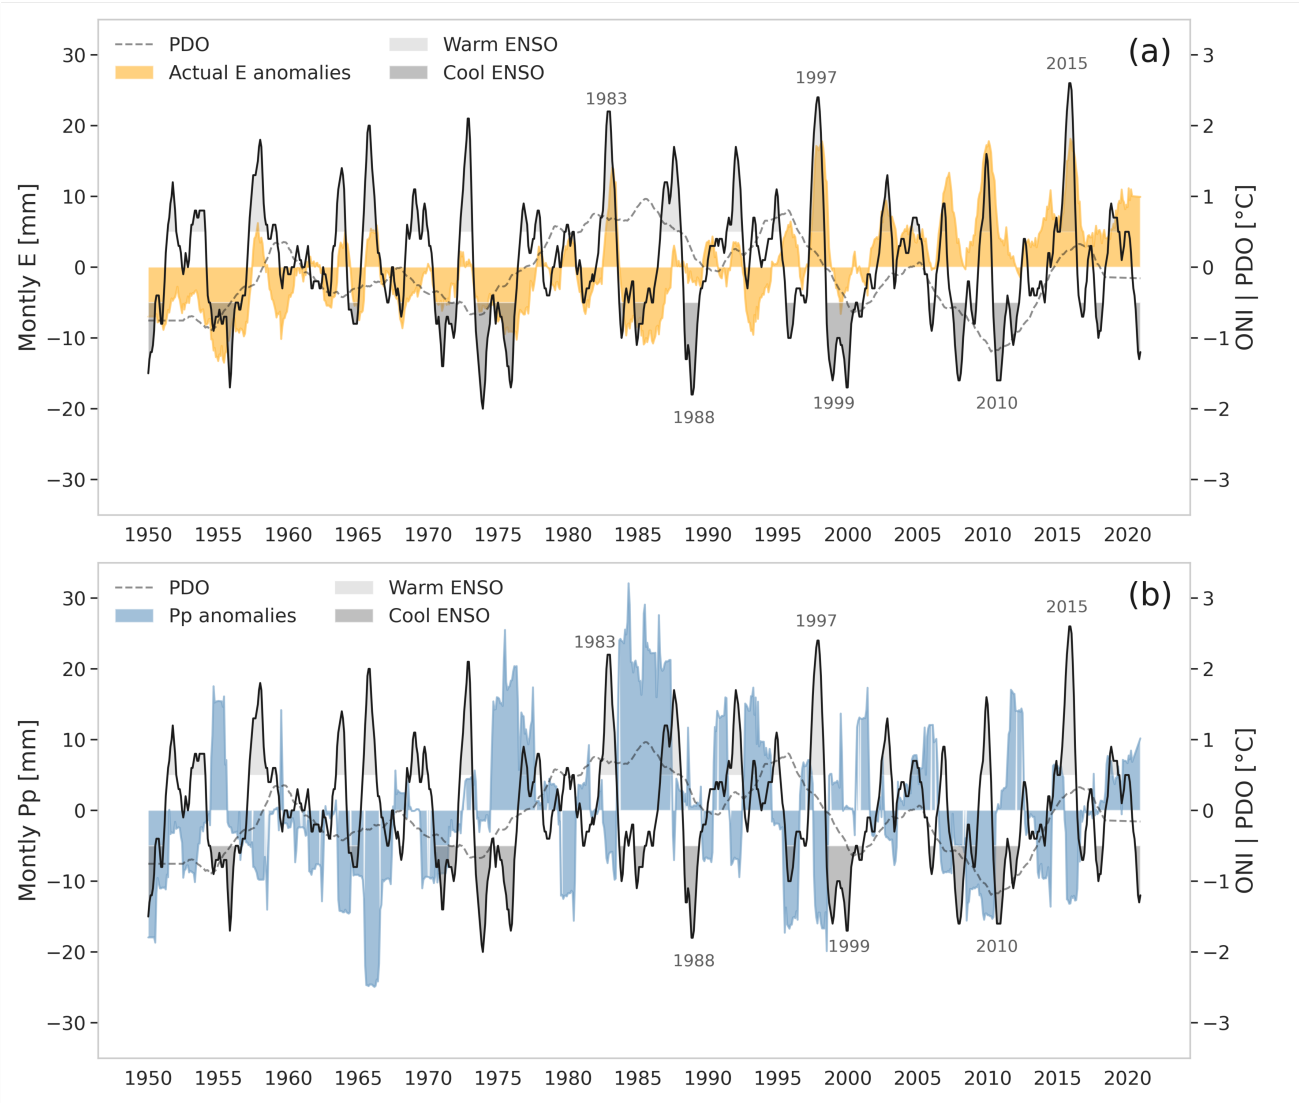 PDO
Actual E anomalies
Warm ENSO
Cool ENSO
(a)
1983
1997
2015
1988
1999
2010
30
20
10
0
−10
−20
−30
Montly E [mm]
3
2
1
0
−1
−2
−3
ONI | PDO [°C]
1950 1955 1960 1965 1970 1975 1980 1985 1990 1995 2000 2005 2010 2015 2020
PDO
Pp anomalies
Warm ENSO
Cool ENSO
(b)
1983
1997
2015
1988
1999
2010
30
20
10
0
−10
−20
−30
Montly Pp [mm]
3
2
1
0
−1
−2
−3
ONI | PDO [°C]
1950 1955 1960 1965 1970 1975 1980 1985 1990 1995 2000 2005 2010 2015 2020